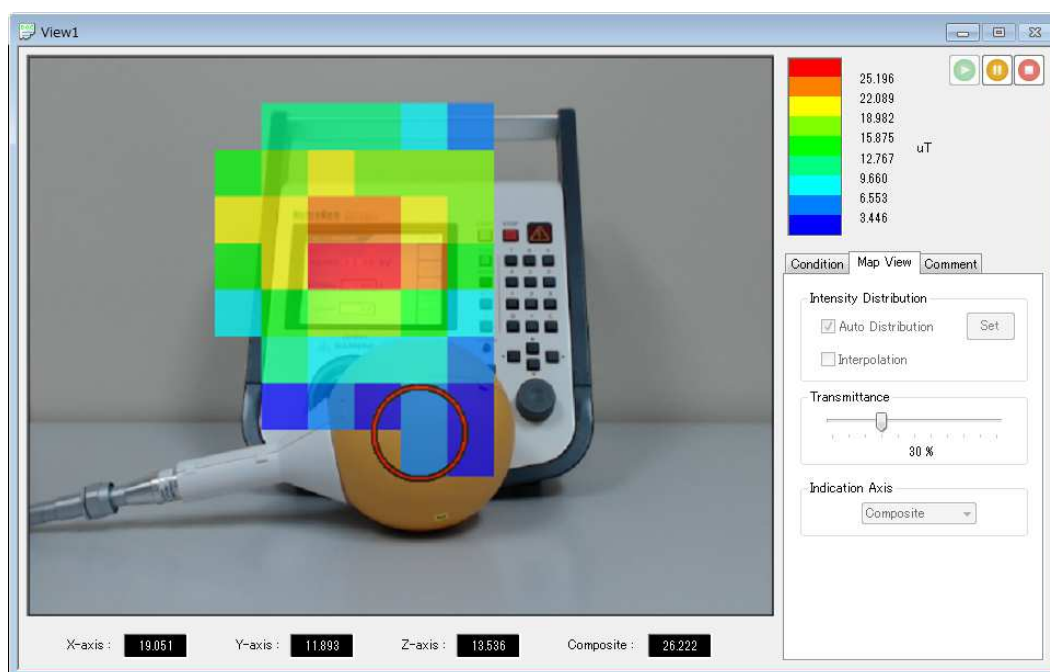 View1
25.196
22.089
18.982
15.875
12.767
9.660
6.553
3.446
uT
Condition
Map View
Comment
Intensity Distribution
Auto Distribution
Set
Interpolation
Transmittance
30 %
Indication Axis
Composite
X-axis : 19.051 Y-axis : 11.893 Z-axis : 13.536 Composite : 26.222